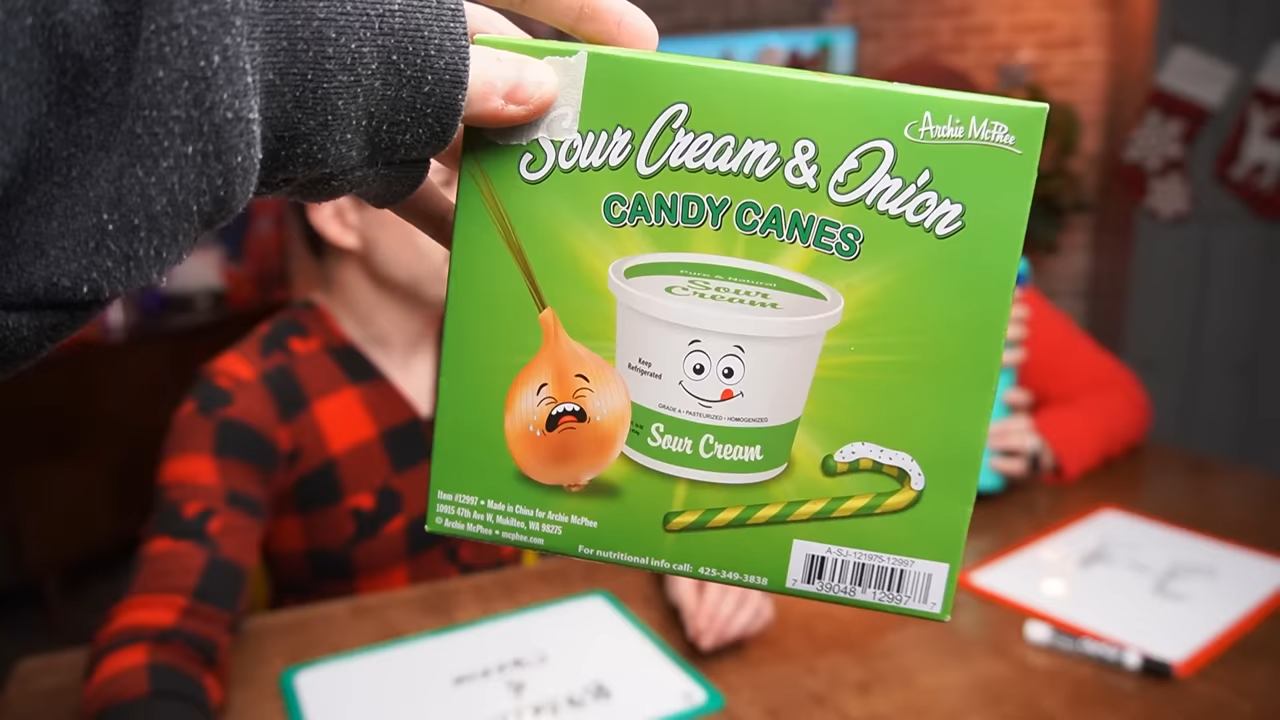 Archie McPhee
Sour Cream & Onion
CANDY CANES
Pure & Natural
Sour
Cream
Keep
Refrigerated
GRADE A • PASTEURIZED • HOMOGENIZED
Sour Cream
Item #12997 • Made in China for Archie McPhee
10915 47th Ave W, Mukilteo, WA 98275
© Archie McPhee • mcphee.com
For nutritional info call: 425-349-3838
A-SJ-121975-12997
7 39048 12997 7